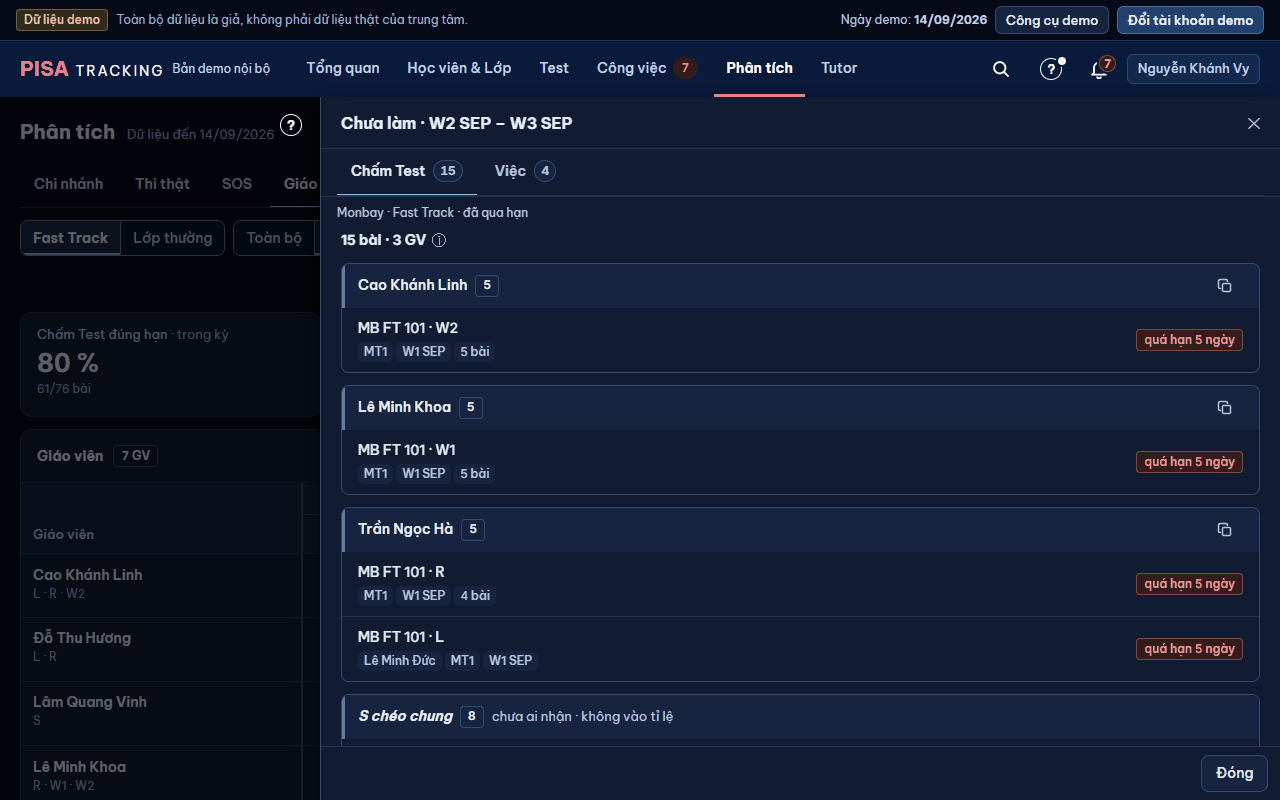 Dữ liệu demo Toàn bộ dữ liệu là giả, không phải dữ liệu thật của trung tâm. Ngày demo: 14/09/2026 Công cụ demo Đổi tài khoản demo
PISA TRACKING Bản demo nội bộ Tổng quan Học viên & Lớp Test Công việc 7 Phân tích Tutor ? 7 Nguyễn Khánh Vy
Phân tích Dữ liệu đến 14/09/2026 ?
Chi nhánh Thi thật SOS Giáo
Fast Track Lớp thường Toàn bộ
Chấm Test đúng hạn · trong kỳ
80 %
61/76 bài
Giáo viên 7 GV
Giáo viên
Cao Khánh Linh
L · R · W2
Đỗ Thu Hương
L · R
Lâm Quang Vinh
S
Lê Minh Khoa
R · W1 · W2
Chưa làm · W2 SEP – W3 SEP
Chấm Test 15 Việc 4
Monbay · Fast Track · đã qua hạn
15 bài · 3 GV
Cao Khánh Linh 5
MB FT 101 · W2
MT1 W1 SEP 5 bài
quá hạn 5 ngày
Lê Minh Khoa 5
MB FT 101 · W1
MT1 W1 SEP 5 bài
quá hạn 5 ngày
Trần Ngọc Hà 5
MB FT 101 · R
MT1 W1 SEP 4 bài
quá hạn 5 ngày
MB FT 101 · L
Lê Minh Đức MT1 W1 SEP
quá hạn 5 ngày
S chéo chung 8 chưa ai nhận · không vào tỉ lệ
Đóng